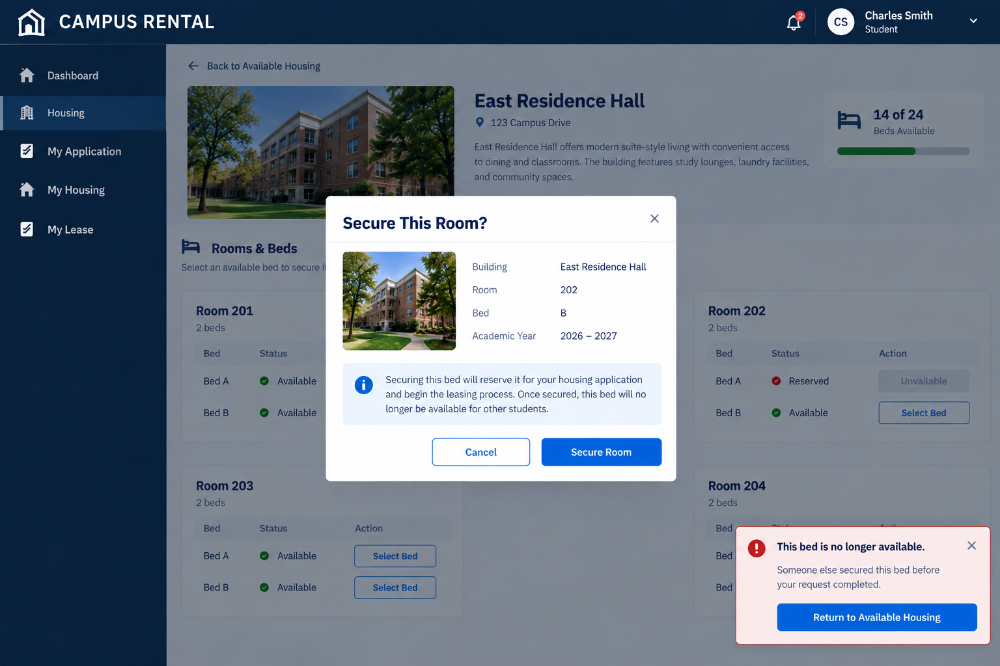 CAMPUS RENTAL
2
CS
Charles Smith
Student
Dashboard
Housing
My Application
My Housing
My Lease
Back to Available Housing
East Residence Hall
123 Campus Drive
East Residence Hall offers modern suite-style living with convenient access
to dining and classrooms. The building features study lounges, laundry facilities,
and community spaces.
14 of 24
Beds Available
Rooms & Beds
Select an available bed to secure
Room 201
2 beds
Bed Status
Bed A Available
Bed B Available
Secure This Room?
Building East Residence Hall
Room 202
Bed B
Academic Year 2026 – 2027
Securing this bed will reserve it for your housing application
and begin the leasing process. Once secured, this bed will no
longer be available for other students.
Cancel Secure Room
Room 202
2 beds
Bed Status Action
Bed A Reserved Unvailable
Bed B Available Select Bed
Room 203
2 beds
Bed Status Action
Bed A Available Select Bed
Bed B Available Select Bed
Room 204
2 beds
Bed
Bed
Bed
This bed is no longer available.
Someone else secured this bed before
your request completed.
Return to Available Housing